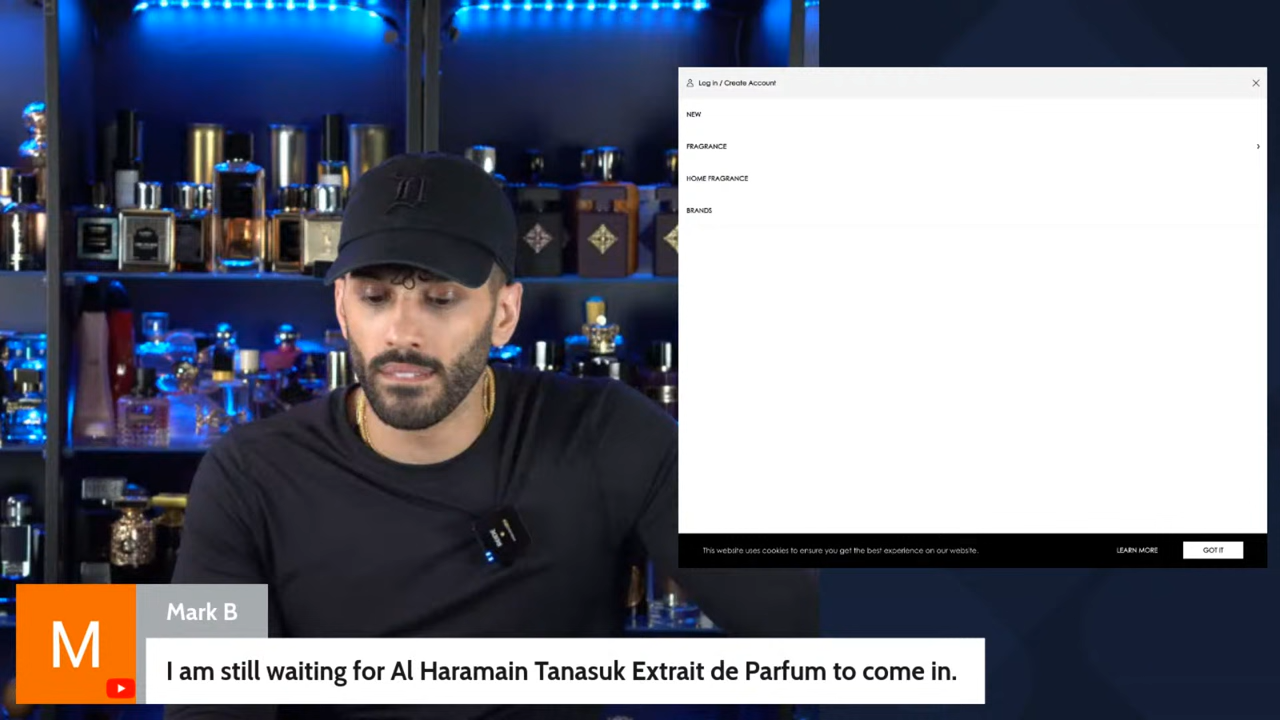 Log in / Create Account
NEW
FRAGRANCE
HOME FRAGRANCE
BRANDS
This website uses cookies to ensure you get the best experience on our website.
LEARN MORE
GOT IT
Mark B
M
I am still waiting for Al Haramain Tanasuk Extrait de Parfum to come in.